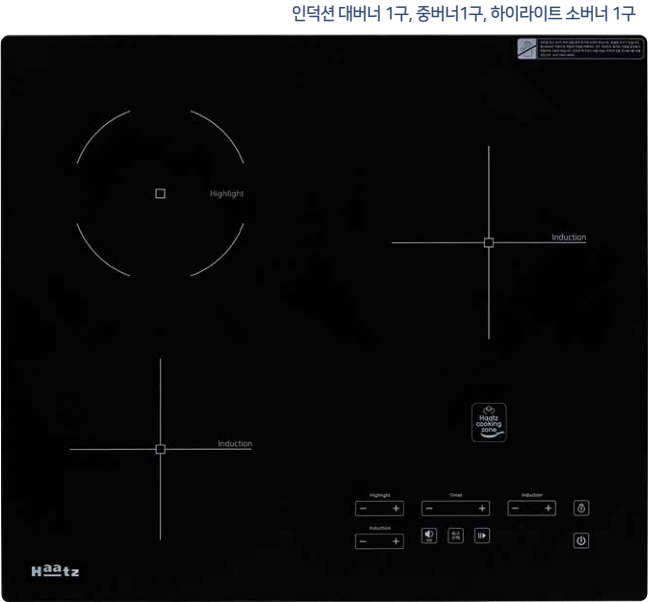 인덕션 대버너 1구, 중버너1구, 하이라이트 소버너 1구
Highlight
Induction
Haatz
cooking
zone
Induction
Highlight
Timer
Induction
− +
− +
− +
Induction
− +
Haatz